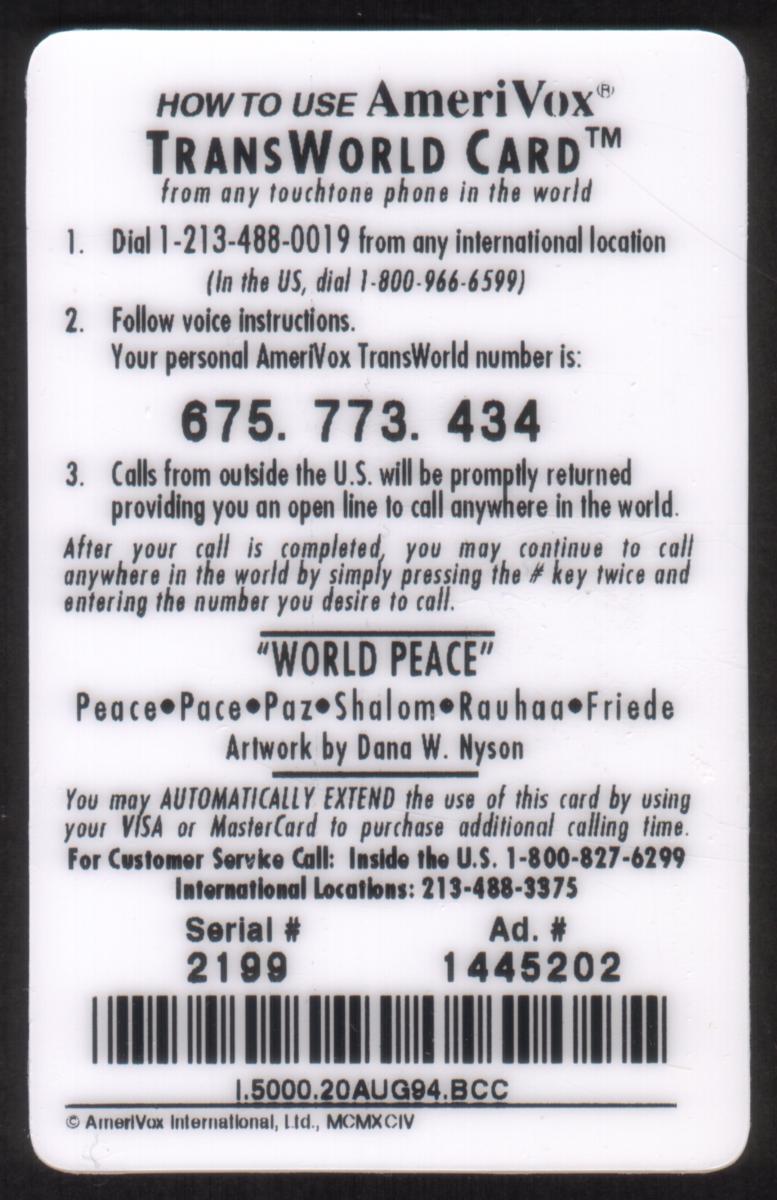 HOW TO USE AmeriVox®
TRANSWORLD CARD™
from any touchtone phone in the world
1. Dial 1-213-488-0019 from any international location
(In the US, dial 1-800-966-6599)
2. Follow voice instructions.
Your personal AmeriVox TransWorld number is:
675. 773. 434
3. Calls from outside the U.S. will be promptly returned
providing you an open line to call anywhere in the world.
After your call is completed, you may continue to call
anywhere in the world by simply pressing the # key twice and
entering the number you desire to call.
"WORLD PEACE"
Peace•Pace•Paz•Shalom•Rauhaa•Friede
Artwork by Dana W. Nyson
You may AUTOMATICALLY EXTEND the use of this card by using
your VISA or MasterCard to purchase additional calling time.
For Customer Service Call: Inside the U.S. 1-800-827-6299
International Locations: 213-488-3375
Serial # Ad. #
2199 1445202
I.5000.20AUG94.BCC
© AmeriVox International, Ltd., MCMXCIV